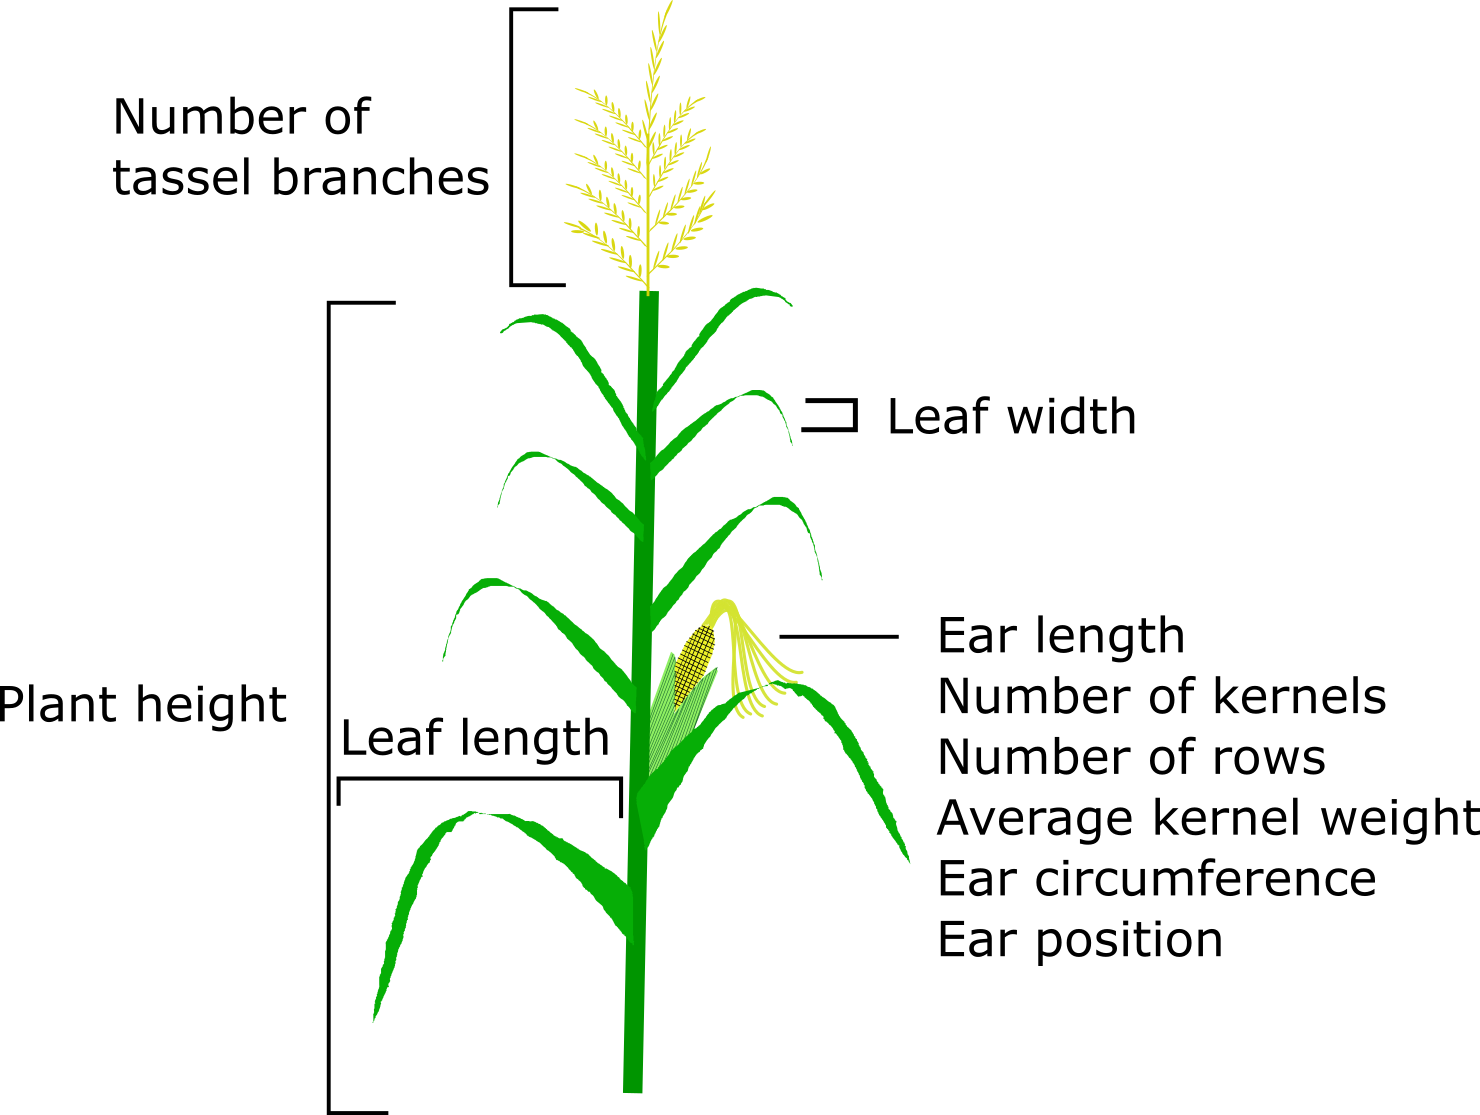 Number of
tassel branches
Leaf width
Ear length
Number of kernels
Number of rows
Average kernel weight
Ear circumference
Ear position
Plant height
Leaf length